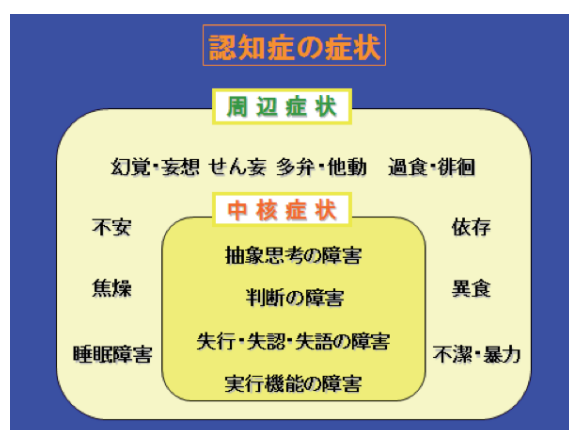 認知症の症状
周辺症状
幻覚・妄想 せん妄 多弁・他動 過食・徘徊
中核症状
不安
依存
抽象思考の障害
焦燥
判断の障害
異食
失行・失認・失語の障害
睡眠障害
不潔・暴力
実行機能の障害